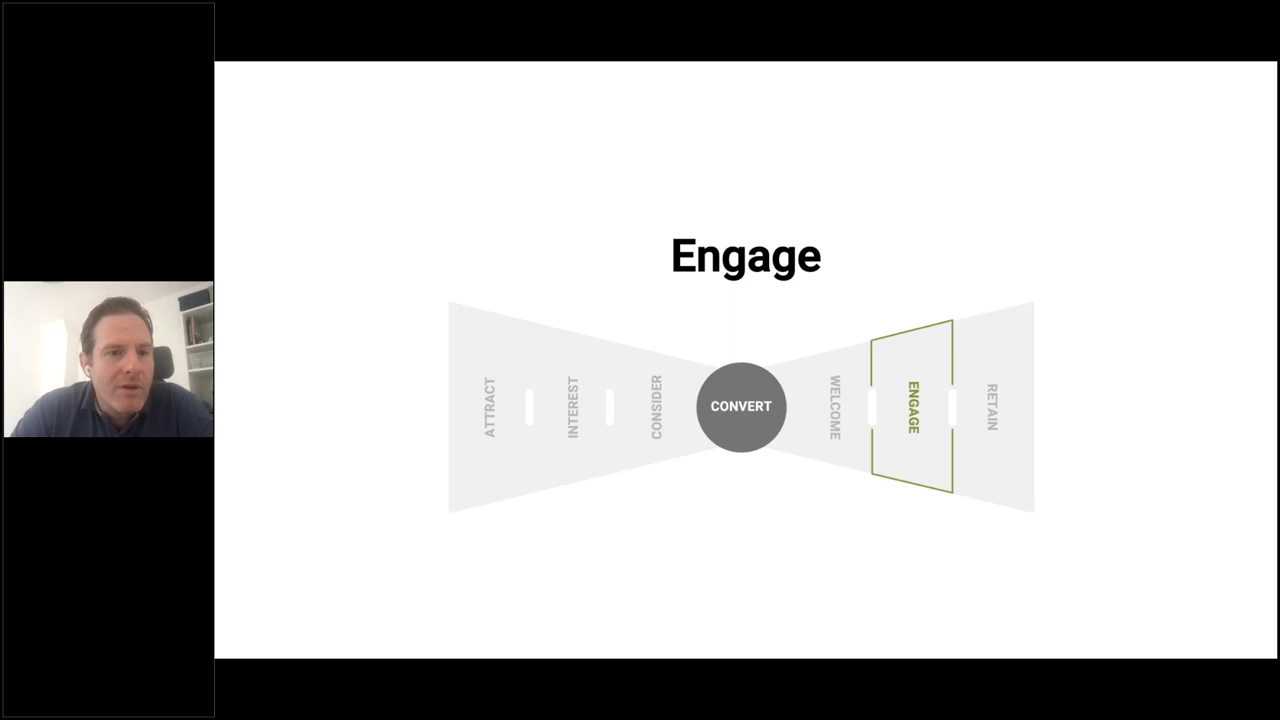 Engage
ATTRACT
INTEREST
CONSIDER
CONVERT
WELCOME
ENGAGE
RETAIN